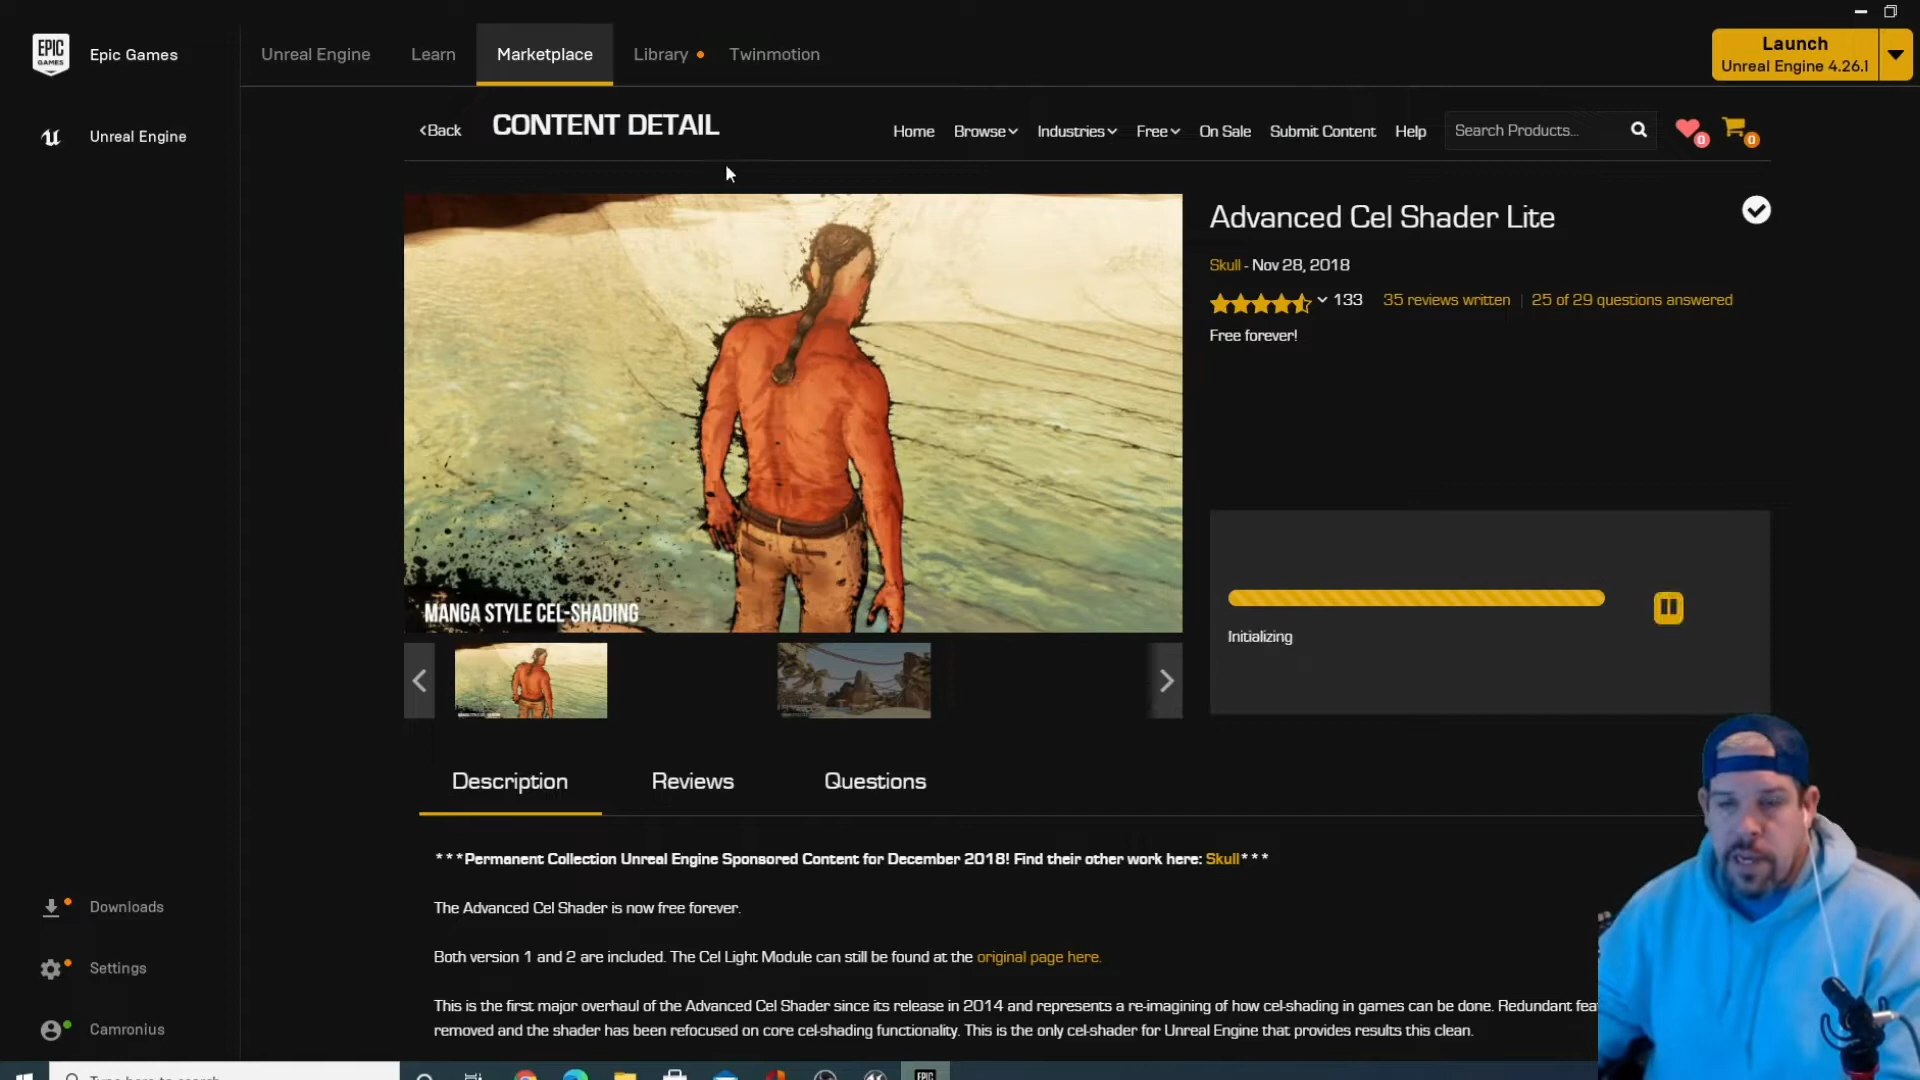 EPIC GAMES
Epic Games
Unreal Engine
Learn
Marketplace
Library
Twinmotion
Launch
Unreal Engine 4.26.1
Unreal Engine
Back
CONTENT DETAIL
Home
Browse
Industries
Free
On Sale
Submit Content
Help
Search Products...
0
0
MANGA STYLE CEL-SHADING
Advanced Cel Shader Lite
Skull - Nov 28, 2018
133
35 reviews written | 25 of 29 questions answered
Free forever!
Initializing
Description
Reviews
Questions
***Permanent Collection Unreal Engine Sponsored Content for December 2018! Find their other work here: Skull***
The Advanced Cel Shader is now free forever.
Both version 1 and 2 are included. The Cel Light Module can still be found at the original page here.
This is the first major overhaul of the Advanced Cel Shader since its release in 2014 and represents a re-imagining of how cel-shading in games can be done. Redundant
removed and the shader has been refocused on core cel-shading functionality. This is the only cel-shader for Unreal Engine that provides results this clean.
Downloads
Settings
Camronius
Type here to search
EPIC